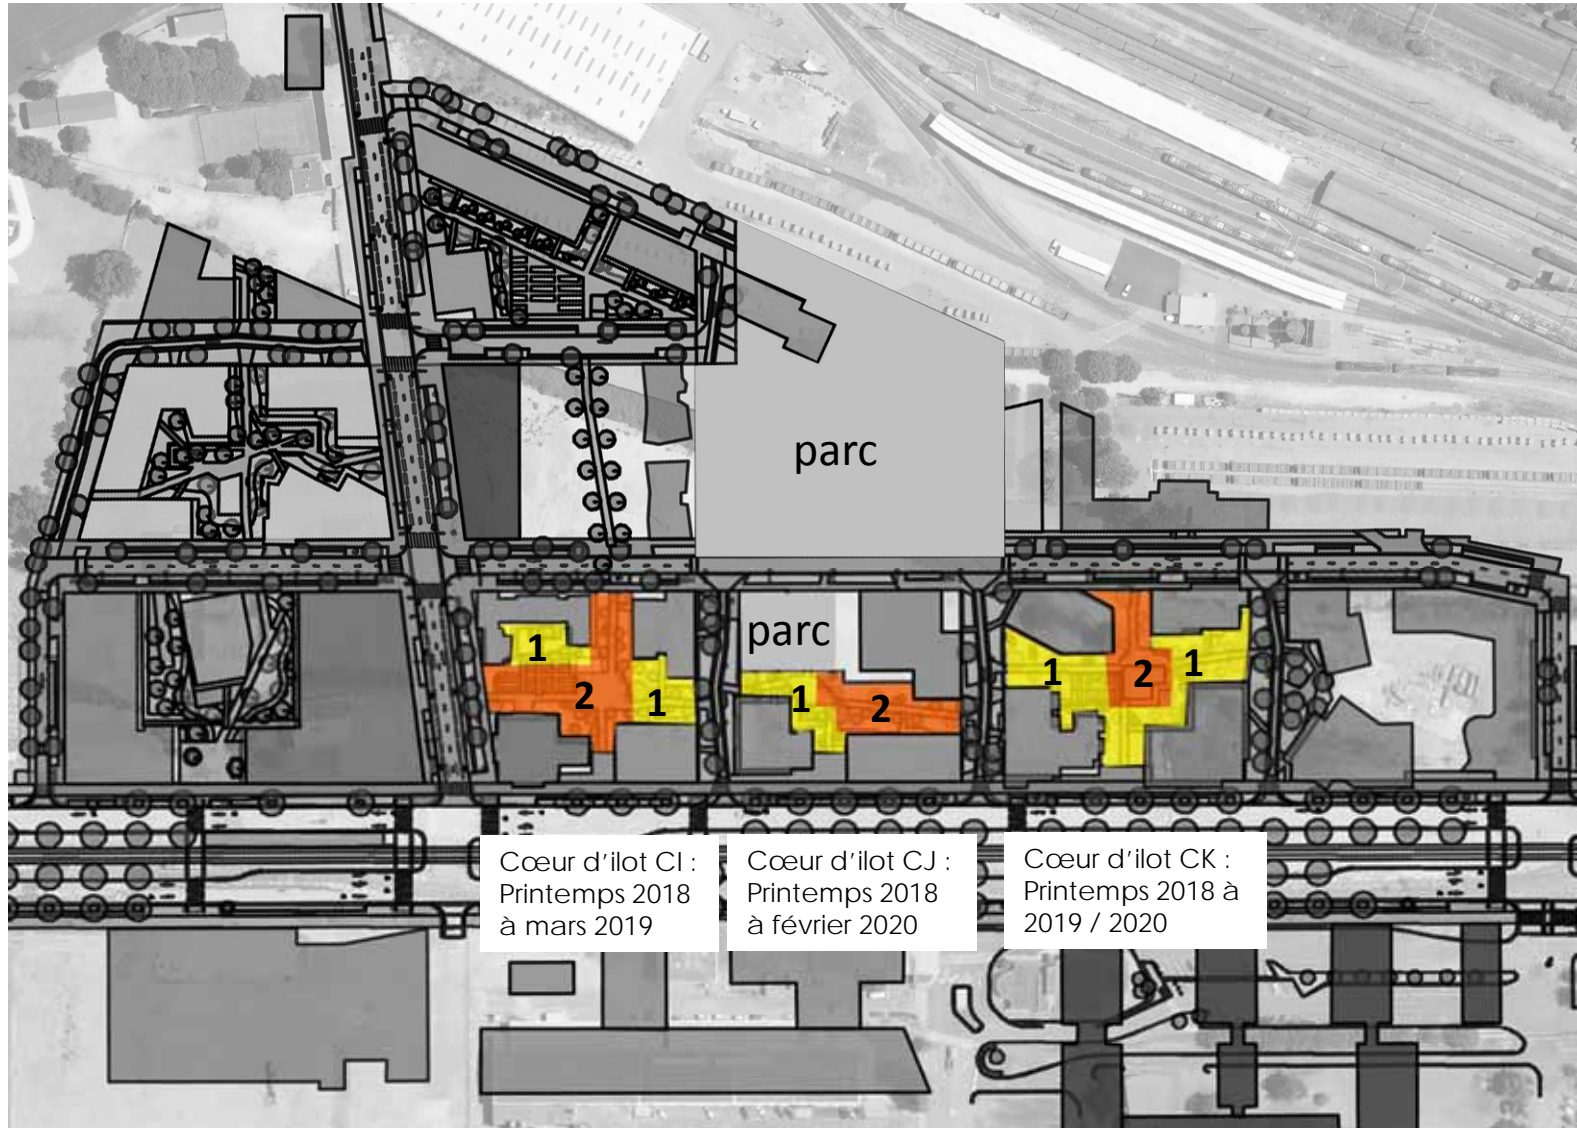 parc
parc
1
2
1
1
2
1
2
1
Cœur d'ilot CI :
Printemps 2018
à mars 2019
Cœur d'ilot CJ :
Printemps 2018
à février 2020
Cœur d'ilot CK :
Printemps 2018 à
2019 / 2020